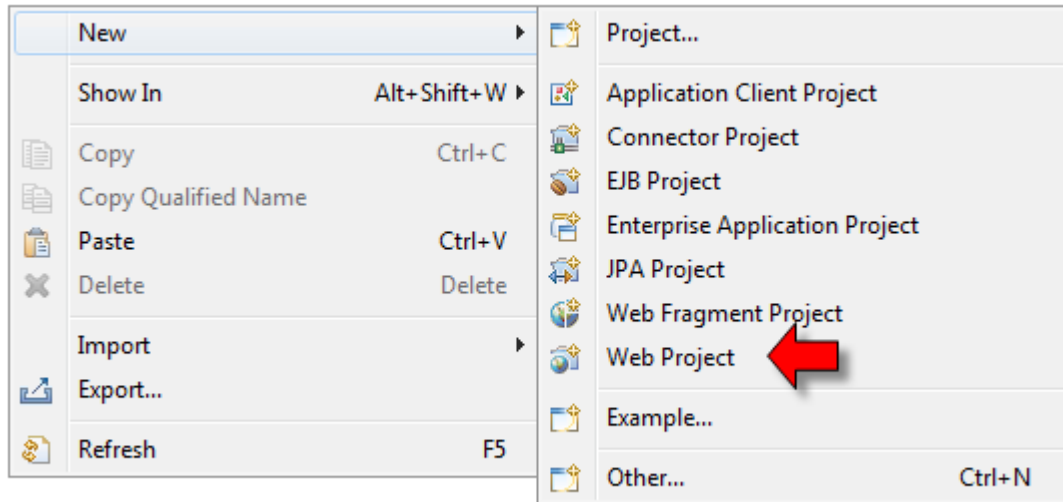 New
Show In Alt+Shift+W
Copy Ctrl+C
Copy Qualified Name
Paste Ctrl+V
Delete Delete
Import
Export...
Refresh F5
Project...
Application Client Project
Connector Project
EJB Project
Enterprise Application Project
JPA Project
Web Fragment Project
Web Project
Example...
Other... Ctrl+N